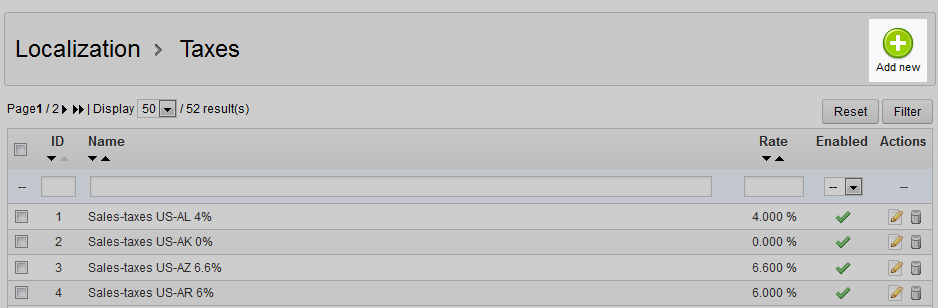 Localization > Taxes
Add new
Page1 / 2 | Display 50 / 52 result(s)
Reset Filter
ID Name Rate Enabled Actions
-- -- --
1 Sales-taxes US-AL 4% 4.000 %
2 Sales-taxes US-AK 0% 0.000 %
3 Sales-taxes US-AZ 6.6% 6.600 %
4 Sales-taxes US-AR 6% 6.000 %